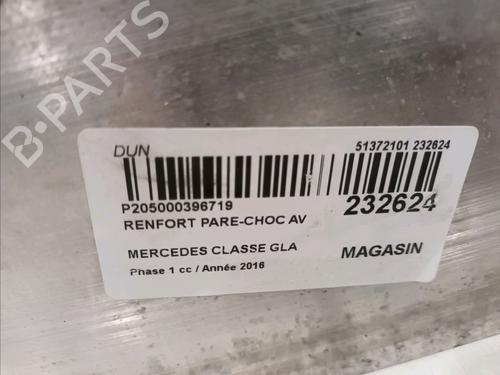 B-PARTS
DUN
51372101 232624
P205000396719
232624
RENFORT PARE-CHOC AV
MERCEDES CLASSE GLA
MAGASIN
Phase 1 cc / Année 2016